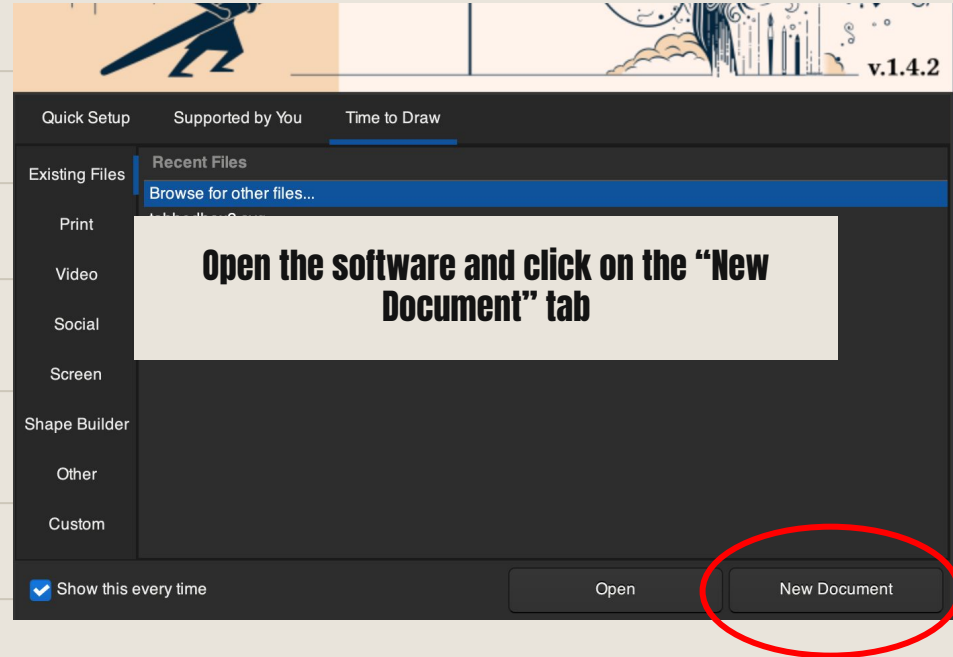 v.1.4.2
Quick Setup Supported by You Time to Draw
Existing Files
Recent Files
Browse for other files...
Print
Open the software and click on the “New
Document” tab
Video
Social
Screen
Shape Builder
Other
Custom
Show this every time
Open
New Document